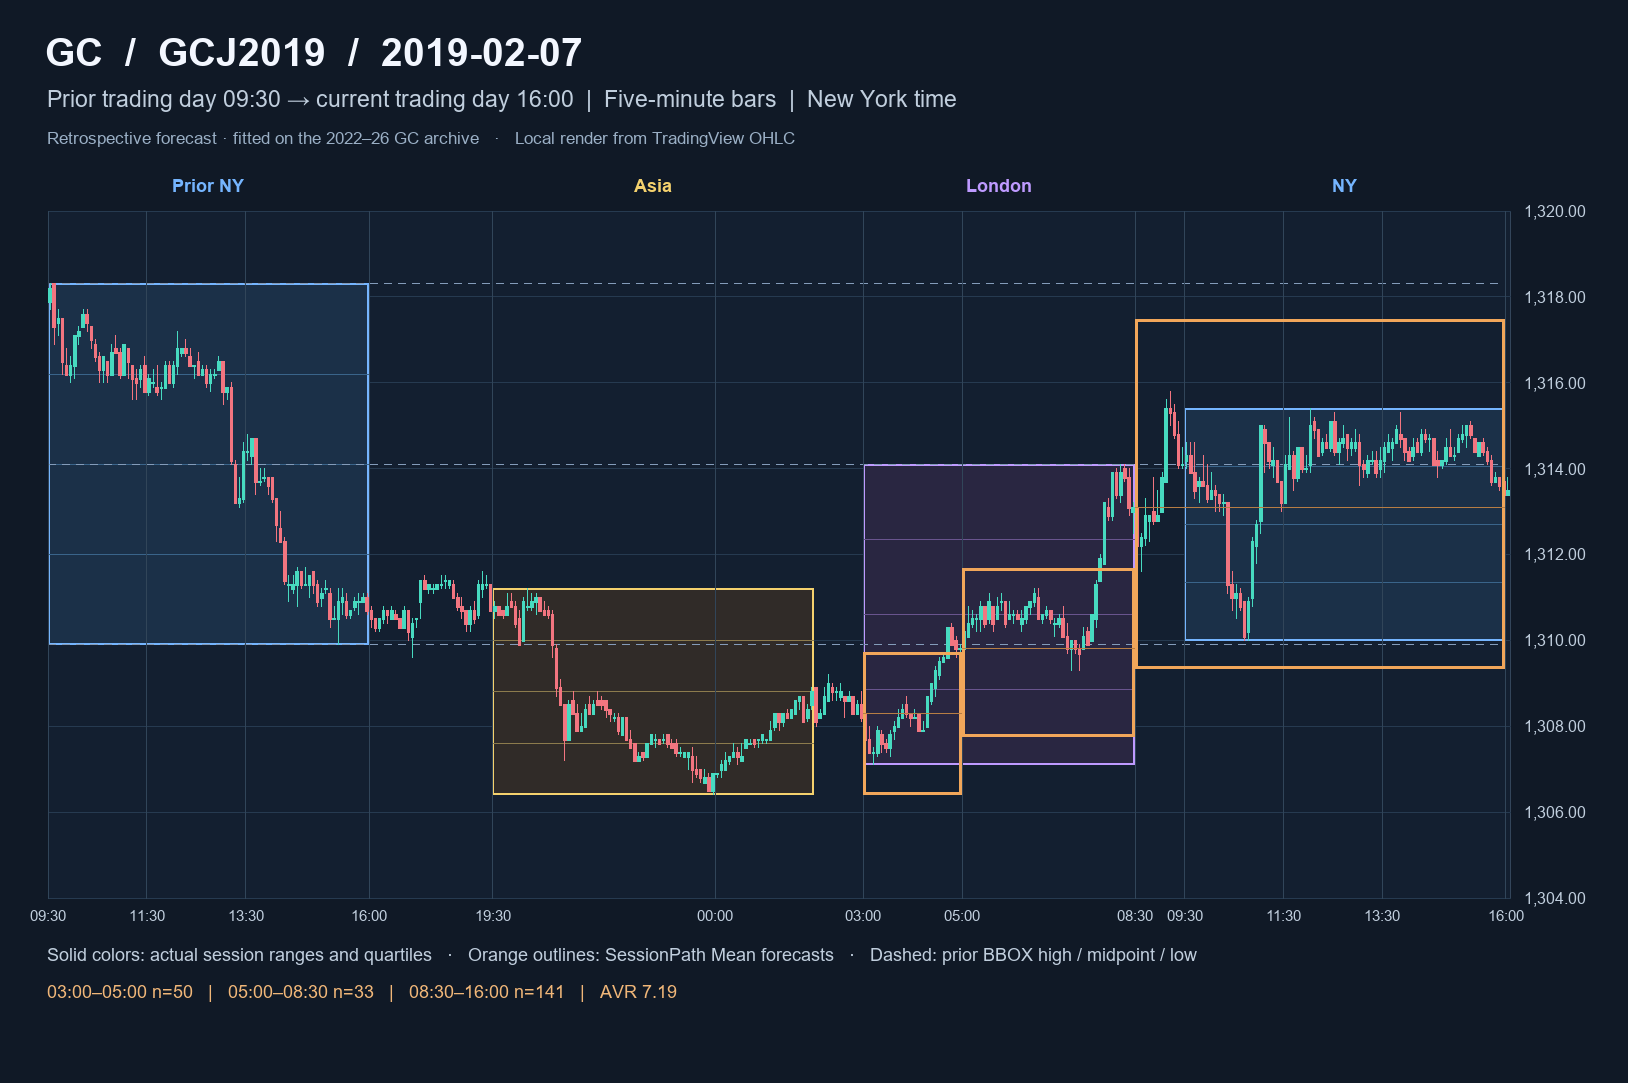 GC / GCJ2019 / 2019-02-07
Prior trading day 09:30 → current trading day 16:00 | Five-minute bars | New York time
Retrospective forecast · fitted on the 2022–26 GC archive · Local render from TradingView OHLC
Prior NY Asia London NY
1,320.00
1,318.00
1,316.00
1,314.00
1,312.00
1,310.00
1,308.00
1,306.00
1,304.00
09:30 11:30 13:30 16:00 19:30 00:00 03:00 05:00 08:30 09:30 11:30 13:30 16:00
Solid colors: actual session ranges and quartiles · Orange outlines: SessionPath Mean forecasts · Dashed: prior BBOX high / midpoint / low
03:00–05:00 n=50 | 05:00–08:30 n=33 | 08:30–16:00 n=141 | AVR 7.19